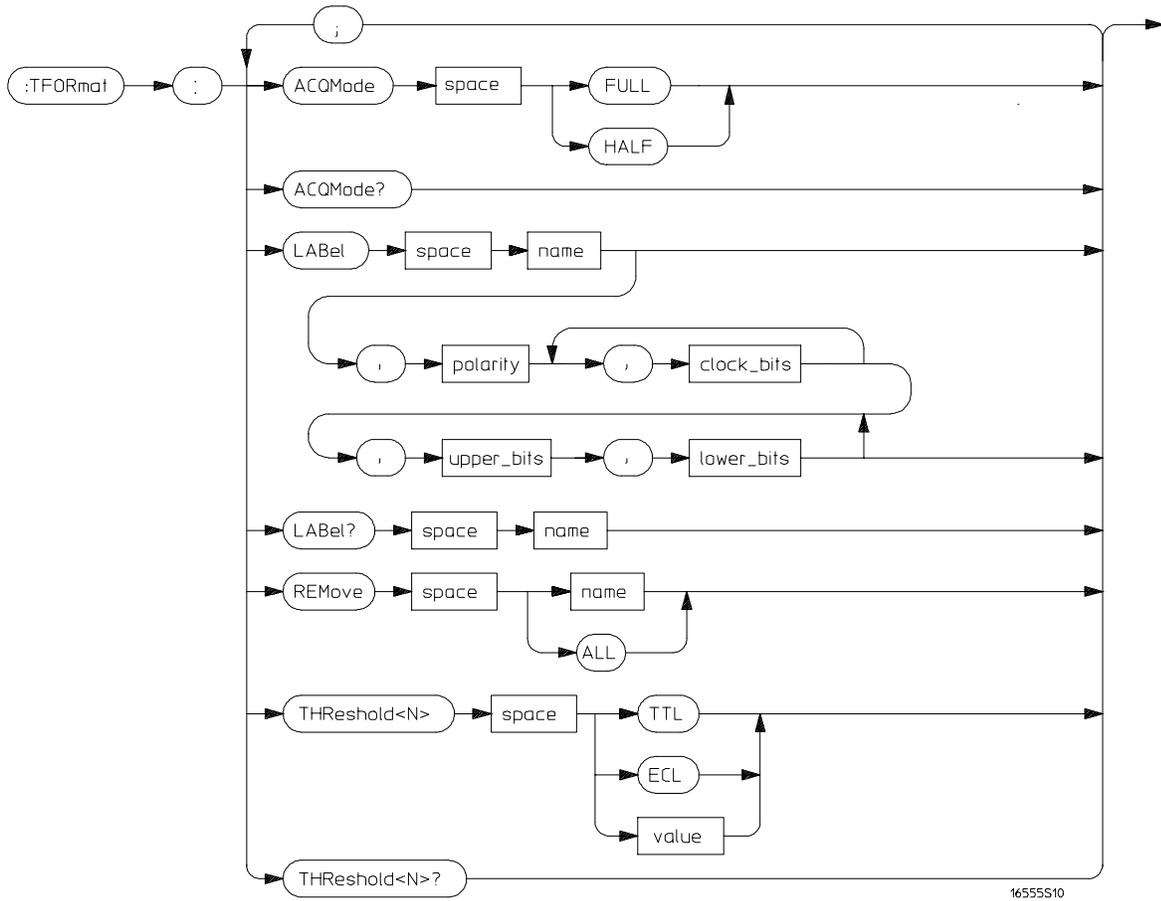 ;
:TFORmat : ACQMode space FULL
HALF
ACQMode?
LABel space name
, polarity , clock_bits
, upper_bits , lower_bits
LABel? space name
REMove space name
ALL
THReshold<N> space TTL
ECL
value
THReshold<N>?
16555S10